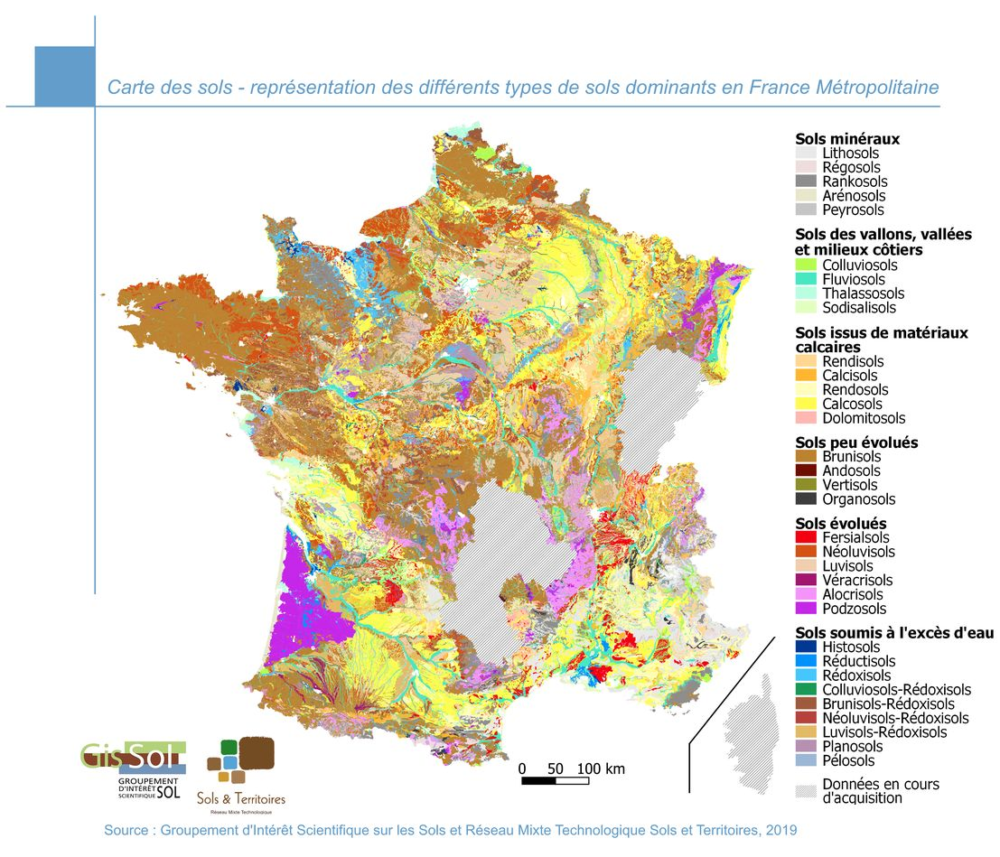 Carte des sols - représentation des différents types de sols dominants en France Métropolitaine
Sols minéraux
Lithosols
Régosols
Rankosols
Arénosols
Peyrosols
Sols des vallons, vallées
et milieux côtiers
Colluviosols
Fluviosols
Thalassosols
Sodisalisols
Sols issus de matériaux
calcaires
Rendisols
Calcisols
Rendosols
Calcosols
Dolomitosols
Sols peu évolués
Brunisols
Andosols
Vertisols
Organosols
Sols évolués
Fersialsols
Néoluvisols
Luvisols
Véracrisols
Alocrisols
Podzosols
Sols soumis à l'excès d'eau
Histosols
Réductisols
Rédoxisols
Colluviosols-Rédoxisols
Brunisols-Rédoxisols
Néoluvisols-Rédoxisols
Luvisols-Rédoxisols
Planosols
Pélosols
Données en cours
d'acquisition
0 50 100 km
Gis Sol
GROUPEMENT
D'INTÉRÊT
SCIENTIFIQUE SOL
Sols & Territoires
Réseau Mixte Technologique
Source : Groupement d'Intérêt Scientifique sur les Sols et Réseau Mixte Technologique Sols et Territoires, 2019